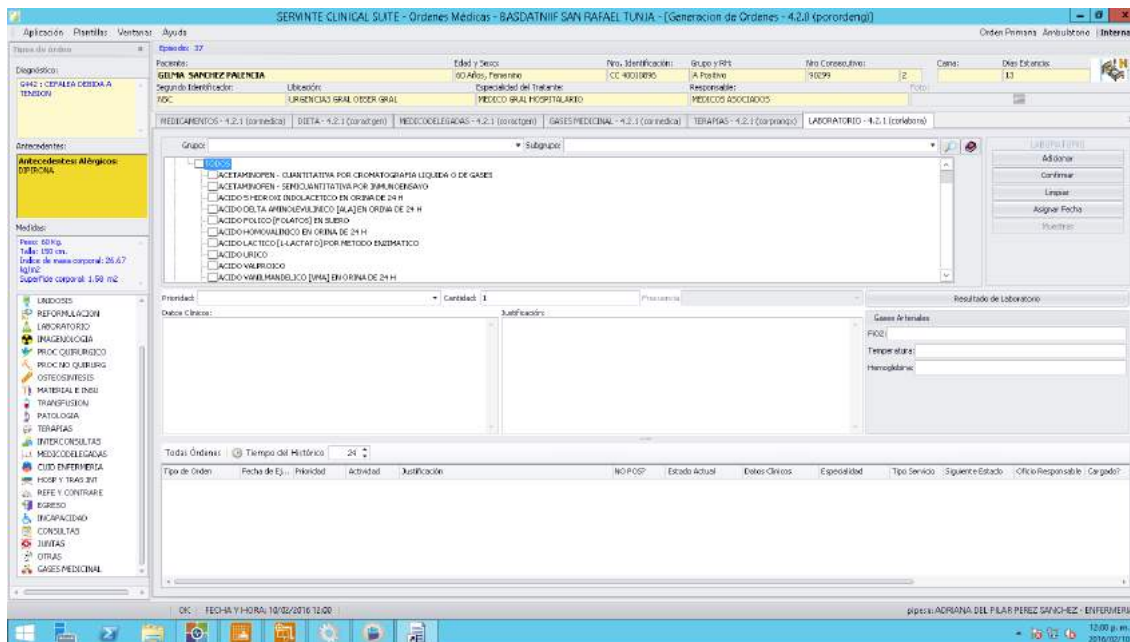 SERVINTE CLINICAL SUITE - Ordenes Médicas - BASDATNIIF SAN RAFAEL TUNJA - [Generacion de Ordenes - 4.2.8 (porordeng)]
Aplicación Plantillas Ventanas Ayuda
Orden Primaria Ambulatorio Interna
Episodio: 37
Diagnóstico:
G442 : CEFALEA DEBIDA A
TENSION
Paciente:
Edad y Sexo:
Nro. Identificación:
Grupo y RH:
Nro Consecutivo:
Cama:
Días Estancia:
GILMA SANCHEZ PALENCIA
60 Años, Femenino
A Positivo
90299
2
13
Segundo Identificador:
Ubicación:
Especialidad del Tratante:
Responsable:
Foto:
URGENCIAS GRAL OBSER GRAL
MEDICO GRAL HOSPITALARIO
MEDICOS ASOCIADOS
MEDICAMENTOS - 4.2.1 (cormedica)
DIETA - 4.2.1
MEDICODELEGADAS - 4.2.1
GASES MEDICINAL - 4.2.1 (cormedica)
TERAPIAS - 4.2.1
LABORATORIO - 4.2.1 (corlabora)
Antecedentes:
Antecedentes: Alérgicos:
DIPIRONA
Medidas:
Peso: 60 Kg.
Talla: 150 cm.
Indice de masa corporal: 26.67
kg/m2
Superficie corporal: 1.58 m2
Grupo:
Subgrupo:
TODOS
ACETAMINOFEN - CUANTITATIVA POR CROMATOGRAFIA LIQUIDA O DE GASES
ACETAMINOFEN - SEMICUANTITATIVA POR INMUNOENSAYO
ACIDO 5 HIDROXI INDOLACETICO EN ORINA DE 24 H
ACIDO DELTA AMINOLEVULINICO [ALA] EN ORINA DE 24 H
ACIDO FOLICO [FOLATOS] EN SUERO
ACIDO HOMOVALINICO EN ORINA DE 24 H
ACIDO LACTICO [L-LACTATO] POR METODO ENZIMATICO
ACIDO URICO
ACIDO VALPROICO
ACIDO VANILMANDELICO [VMA] EN ORINA DE 24 H
LABORATORIO
Adicionar
Confirmar
Limpiar
Asignar Fecha
Muestras
Prioridad:
Cantidad: 1
Frecuencia
Resultado de Laboratorio
Datos Clínicos:
Justificación:
Gases Arteriales
FIO2:
Temperatura:
Hemoglobina:
UNIDOSIS
REFORMULACION
LABORATORIO
IMAGENOLOGIA
PROC QUIRURGICO
PROC NO QUIRURG
OSTEOSINTESIS
MATERIAL E INSU
TRANSFUSION
PATOLOGIA
TERAPIAS
INTERCONSULTAS
MEDICODELEGADAS
CUID ENFERMERIA
HOSP Y TRAS INT
REFE Y CONTRARE
EGRESO
INCAPACIDAD
CONSULTAS
JUNTAS
OTRAS
GASES MEDICINAL
Todas Órdenes
Tiempo del Histórico
24
Tipo de Orden
Fecha de Ej...
Prioridad
Actividad
Justificación
NO POS?
Estado Actual
Datos Clínicos
Especialidad
Tipo Servicio
Siguiente Estado
Oficio Responsable
Cargado?
OK
FECHA Y HORA: 10/02/2016 12:00
pipesa: ADRIANA DEL PILAR PEREZ SANCHEZ - ENFERMERI
12:00 p. m.
2016/02/10